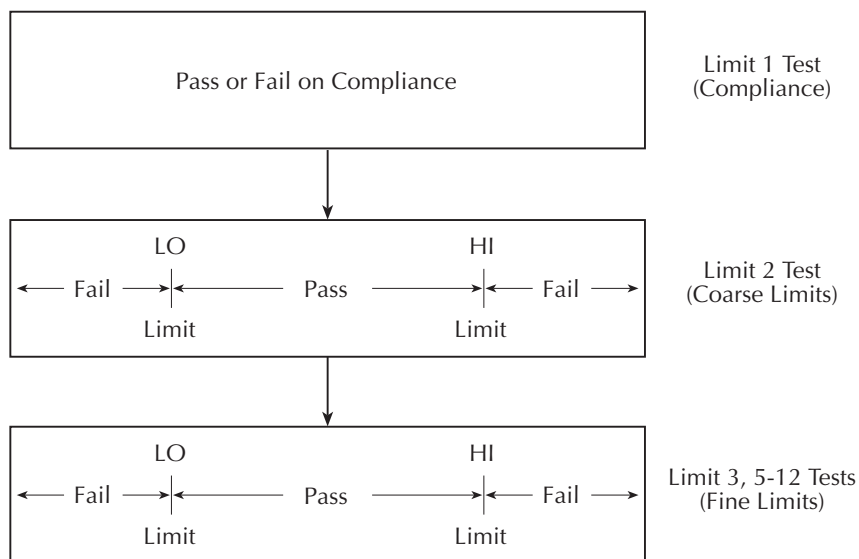 Pass or Fail on Compliance
Limit 1 Test
(Compliance)
LO HI
Fail Pass Fail
Limit Limit
Limit 2 Test
(Coarse Limits)
LO HI
Fail Pass Fail
Limit Limit
Limit 3, 5-12 Tests
(Fine Limits)